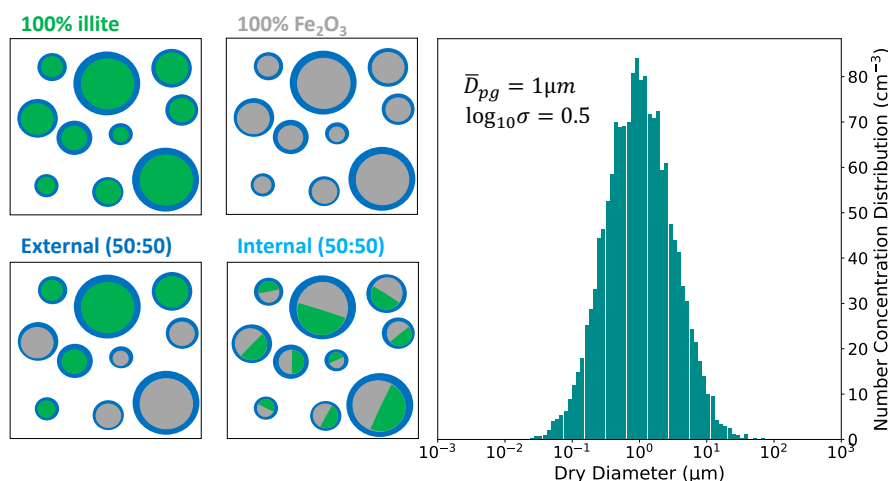 100% illite
100% Fe₂O₃
External (50:50)
Internal (50:50)
D̅pg = 1μm
log₁₀σ = 0.5
80
70
60
50
40
30
20
10
0
Number Concentration Distribution (cm⁻³)
10⁻³ 10⁻² 10⁻¹ 10⁰ 10¹ 10² 10³
Dry Diameter (μm)